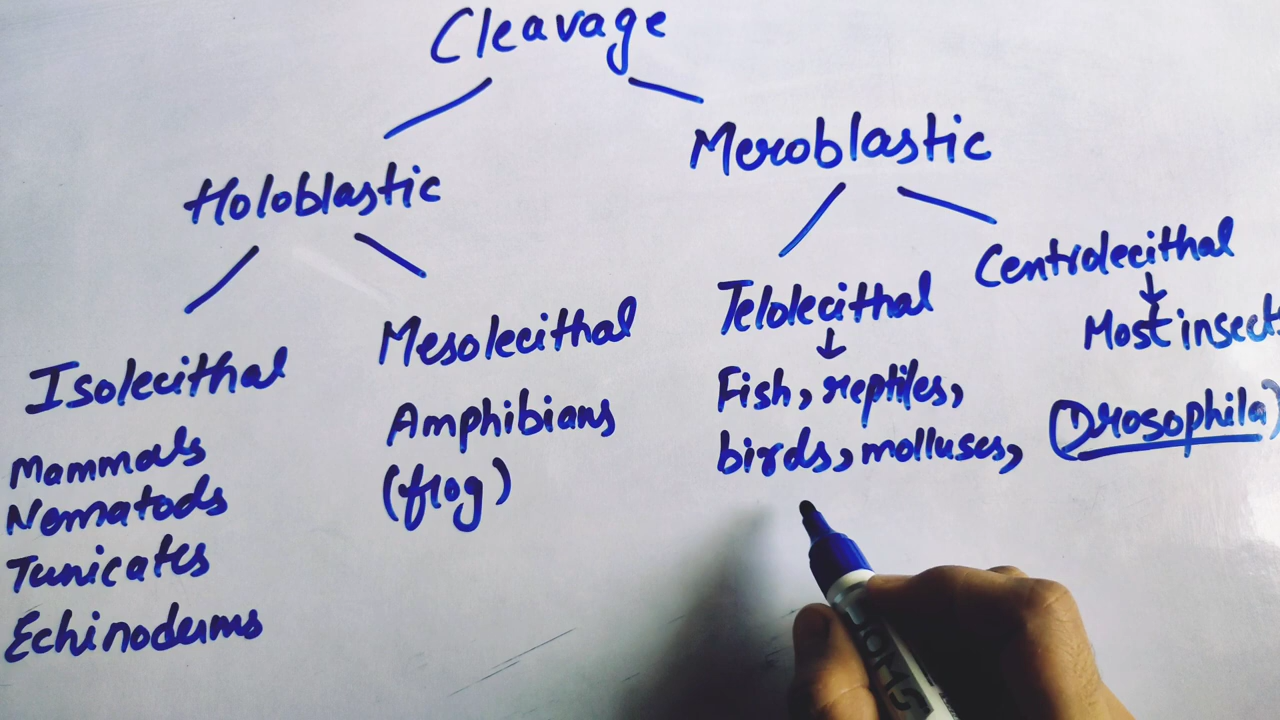 Cleavage
Holoblastic
Meroblastic
Isolecithal
Mammals
Nematods
Tunicates
Echinoderms
Mesolecithal
Amphibians
(frog)
Telolecithal
Fish, reptiles,
birds, molluses,
Centrolecithal
Most insect
(Drosophila)